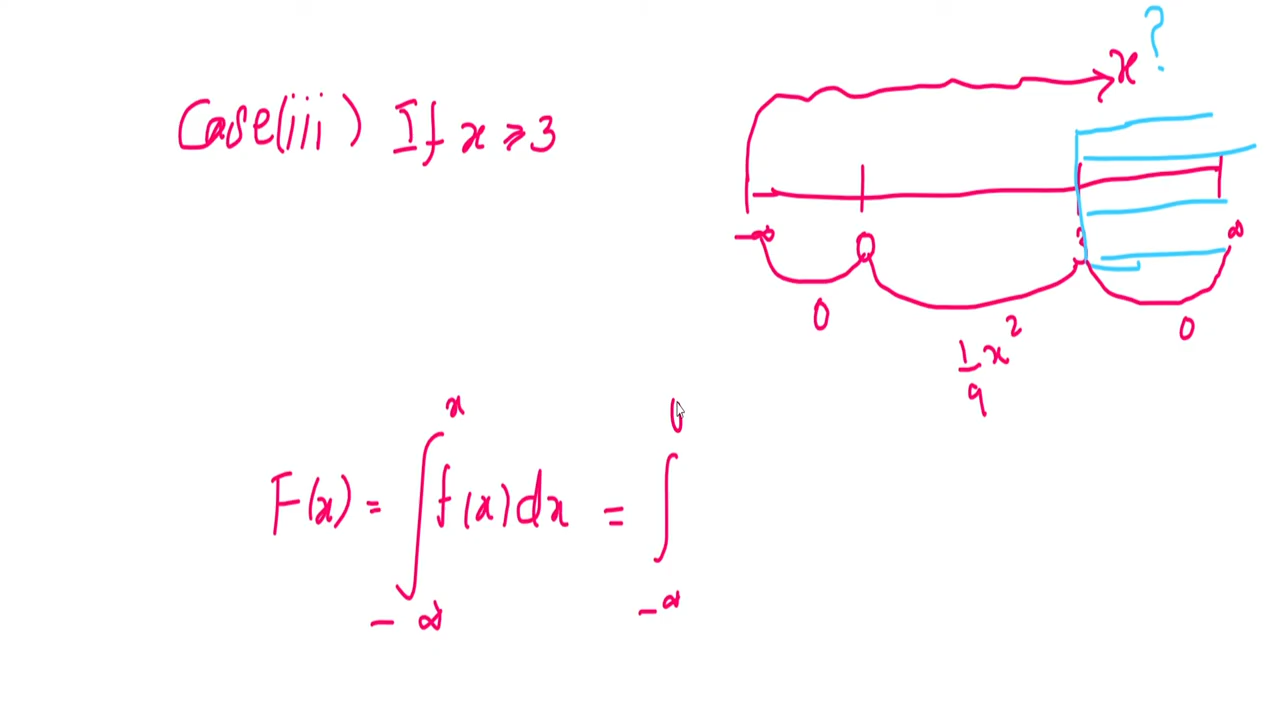 x ?
Case(iii) If x ⩾ 3
-∞ 0 3 ∞
0 1/9 x² 0
F(x) = ∫_{-∞}^{x} f(x)dx = ∫_{-∞}^{0}